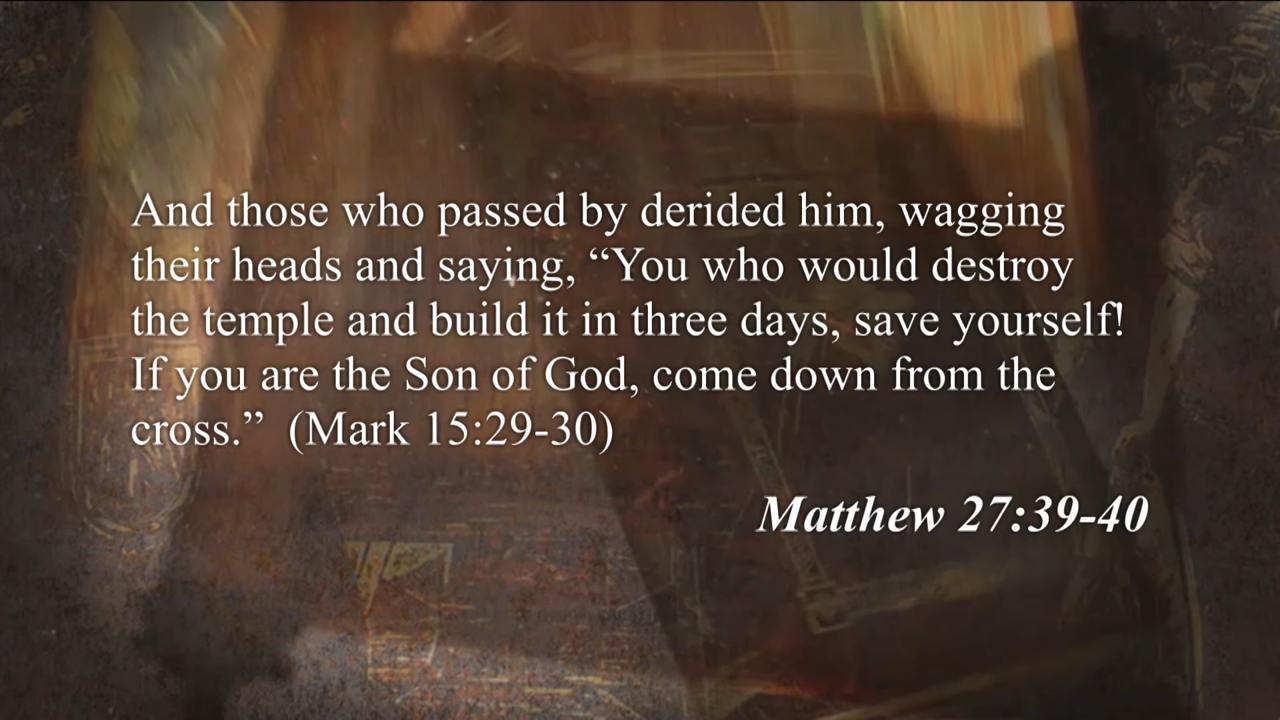 And those who passed by derided him, wagging
their heads and saying, “You who would destroy
the temple and build it in three days, save yourself!
If you are the Son of God, come down from the
cross.”  (Mark 15:29-30)
Matthew 27:39-40